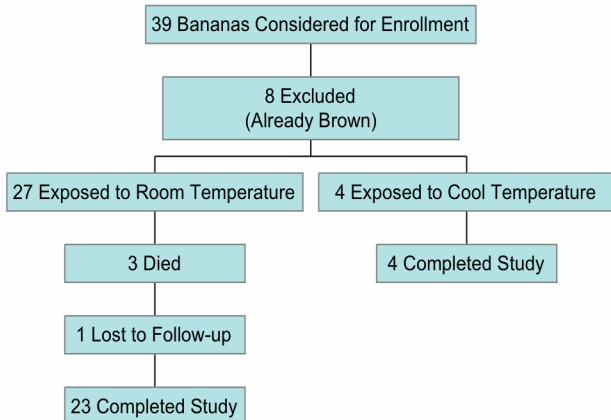 39 Bananas Considered for Enrollment
8 Excluded
(Already Brown)
27 Exposed to Room Temperature
4 Exposed to Cool Temperature
3 Died
4 Completed Study
1 Lost to Follow-up
23 Completed Study